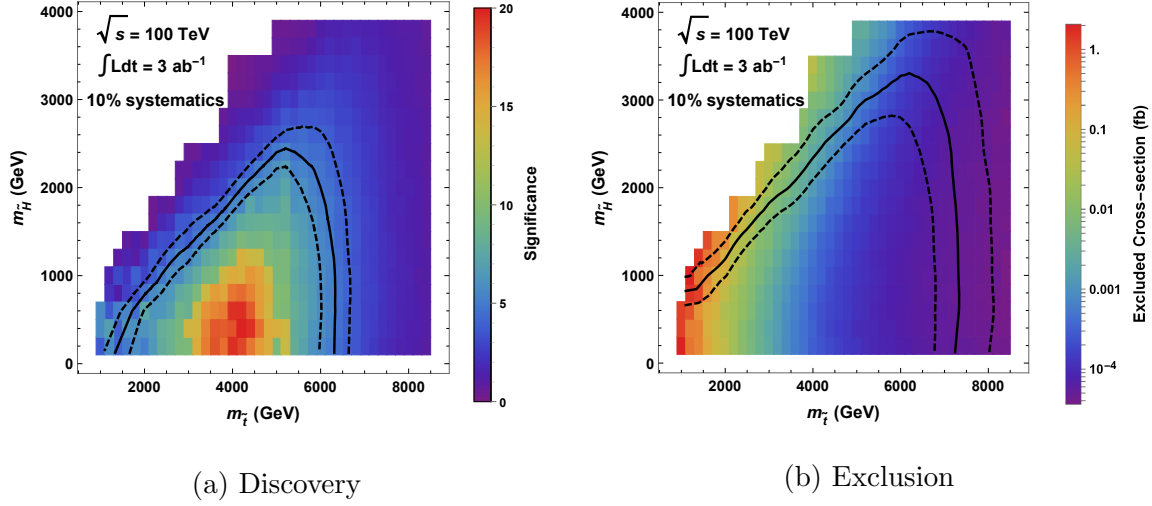 √s = 100 TeV
∫Ldt = 3 ab⁻¹
10% systematics
4000
3000
2000
1000
0
m_H̃ (GeV)
2000 4000 6000 8000
m_t̃ (GeV)
20
15
10
5
0
Significance
(a) Discovery
√s = 100 TeV
∫Ldt = 3 ab⁻¹
10% systematics
4000
3000
2000
1000
0
m_H̃ (GeV)
2000 4000 6000 8000
m_t̃ (GeV)
1.
0.1
0.01
0.001
10⁻⁴
Excluded Cross-section (fb)
(b) Exclusion